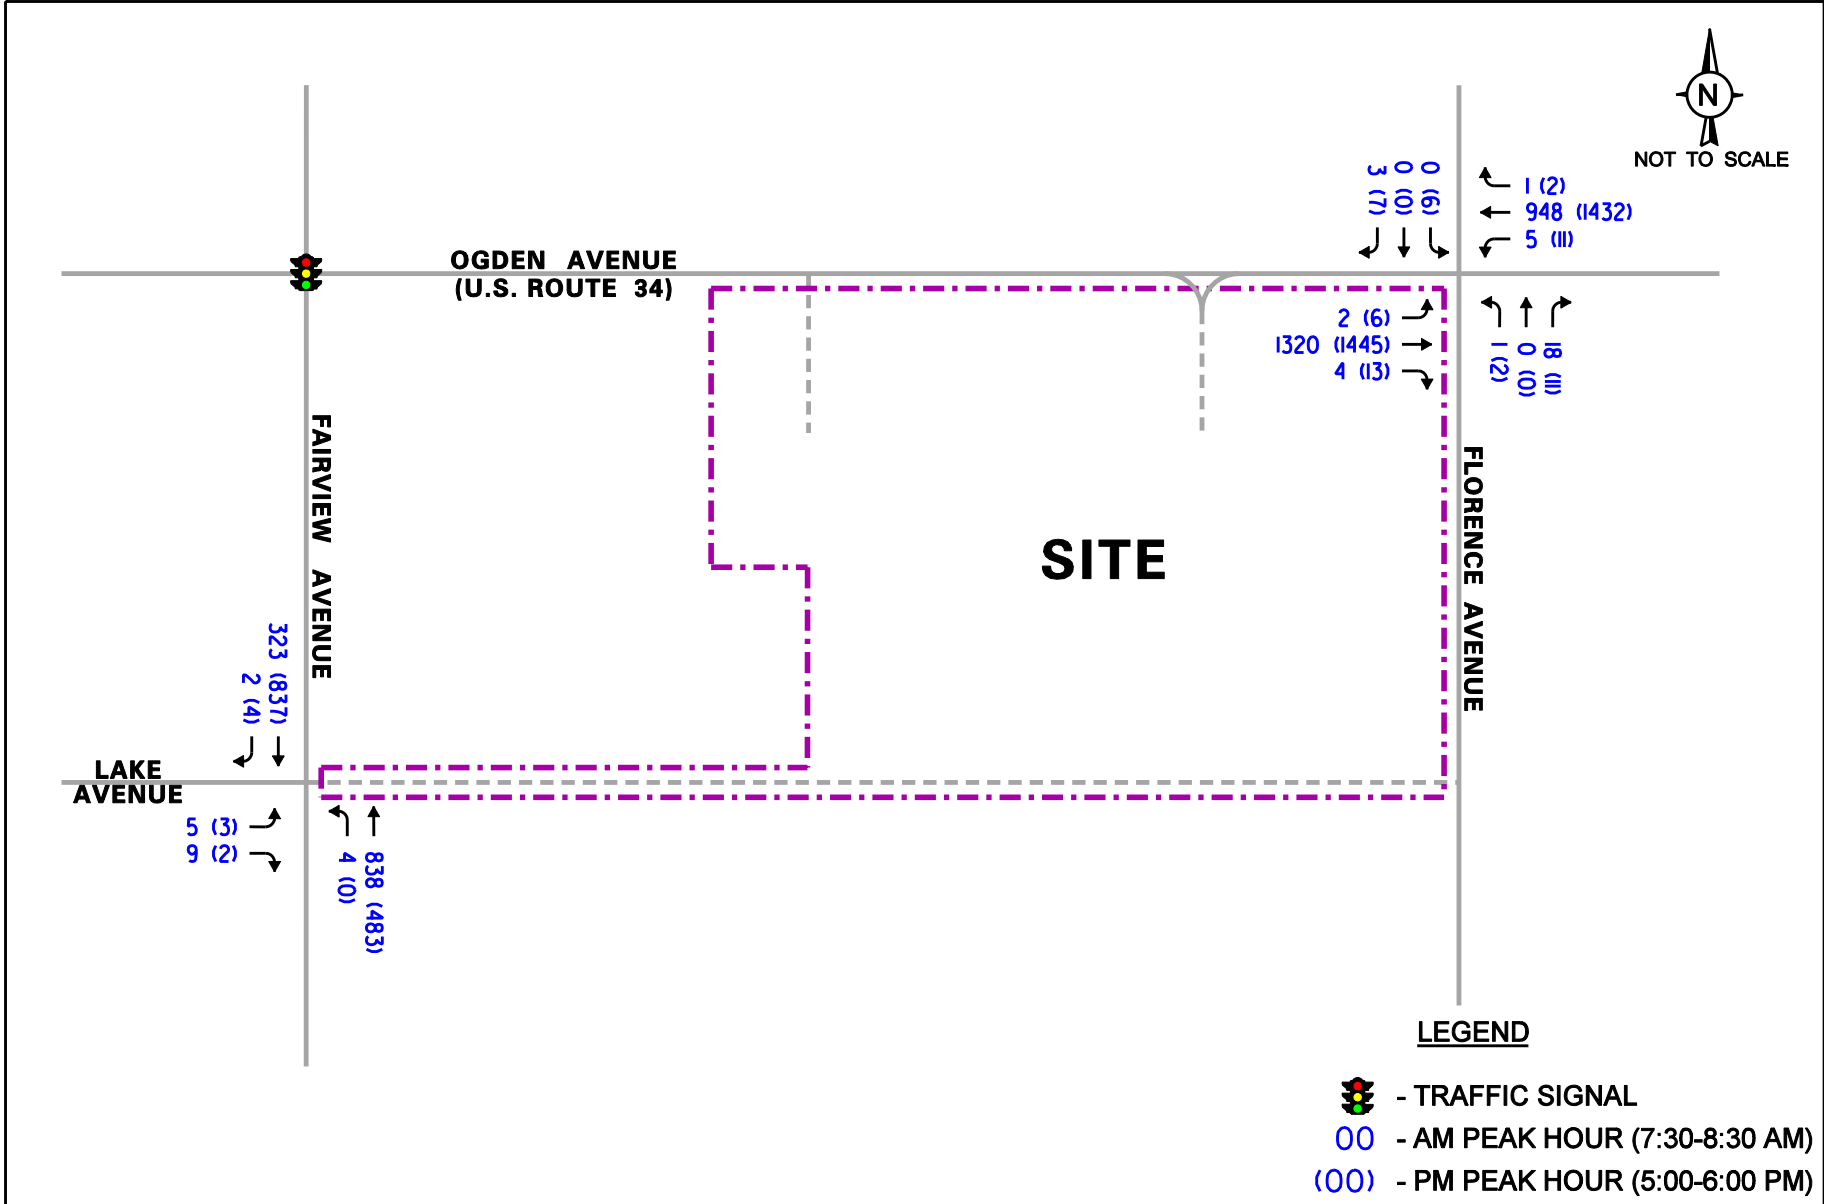 N
NOT TO SCALE
0 (6)
0 (0)
3 (7)
1 (2)
948 (1432)
5 (11)
OGDEN AVENUE
(U.S. ROUTE 34)
2 (6)
1320 (1445)
4 (13)
1 (2)
0 (0)
18 (11)
FAIRVIEW AVENUE
FLORENCE AVENUE
SITE
323 (837)
2 (4)
LAKE
AVENUE
5 (3)
9 (2)
4 (0)
838 (483)
LEGEND
- TRAFFIC SIGNAL
00 - AM PEAK HOUR (7:30-8:30 AM)
(00) - PM PEAK HOUR (5:00-6:00 PM)